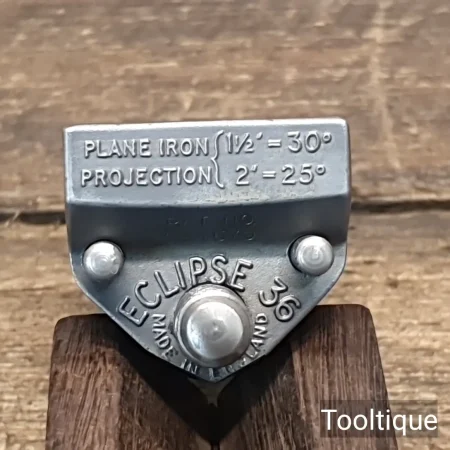 PLANE IRON { 1½" = 30°
PROJECTION { 2" = 25°
ECLIPSE 36
MADE IN ENGLAND
Tooltique